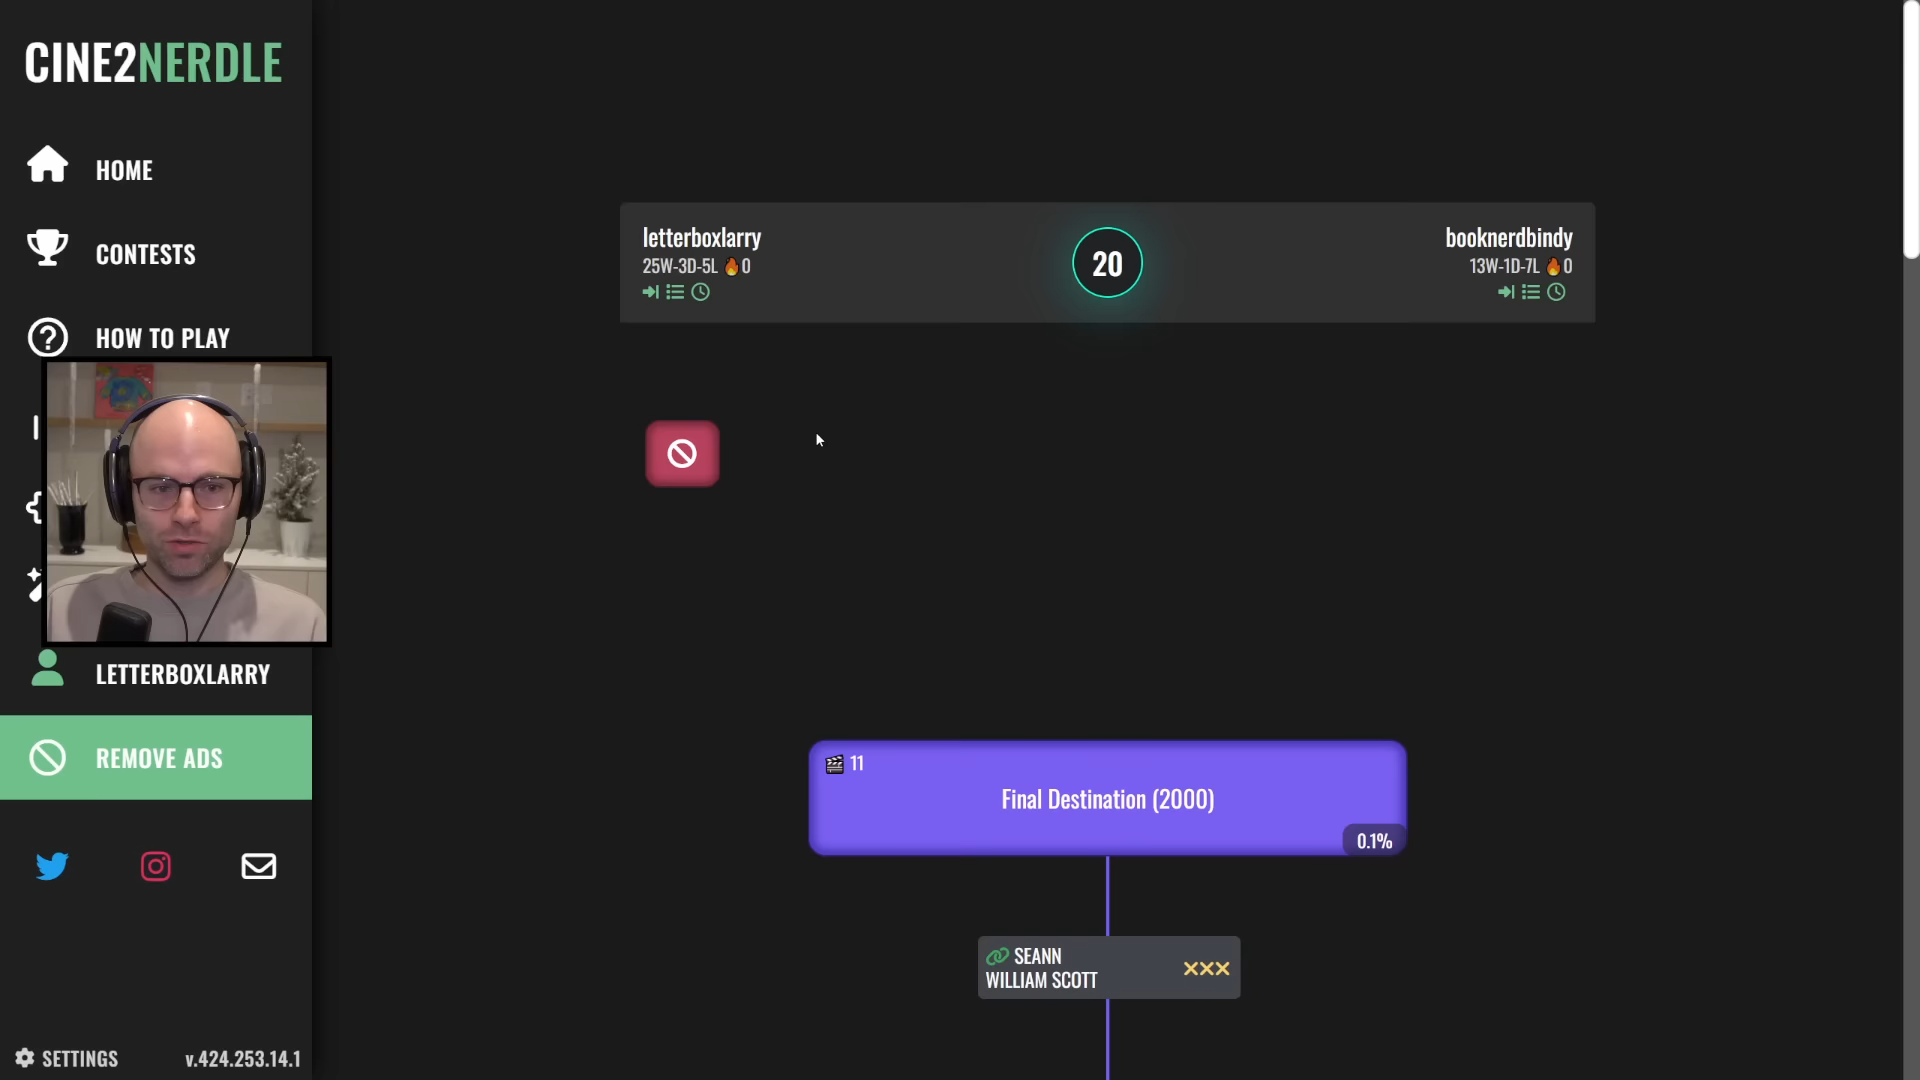 CINE2NERDLE
HOME
CONTESTS
HOW TO PLAY
LETTERBOXLARRY
REMOVE ADS
SETTINGS
v.424.253.14.1
letterboxlarry
25W-3D-5L 🔥0
20
booknerdbindy
13W-1D-7L 🔥0
11
Final Destination (2000)
0.1%
SEANN
WILLIAM SCOTT